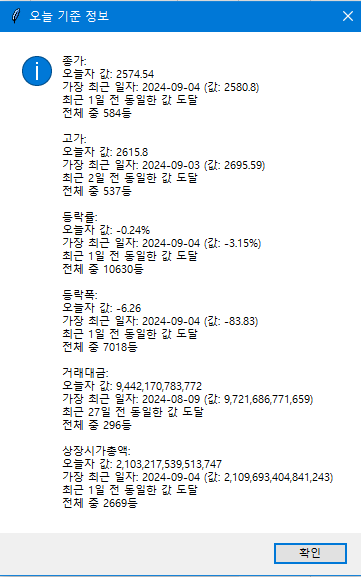 오늘 기준 정보
종가:
오늘자 값: 2574.54
가장 최근 일자: 2024-09-04 (값: 2580.8)
최근 1일 전 동일한 값 도달
전체 중 584등
고가:
오늘자 값: 2615.8
가장 최근 일자: 2024-09-03 (값: 2695.59)
최근 2일 전 동일한 값 도달
전체 중 537등
등락률:
오늘자 값: -0.24%
가장 최근 일자: 2024-09-04 (값: -3.15%)
최근 1일 전 동일한 값 도달
전체 중 10630등
등락폭:
오늘자 값: -6.26
가장 최근 일자: 2024-09-04 (값: -83.83)
최근 1일 전 동일한 값 도달
전체 중 7018등
거래대금:
오늘자 값: 9,442,170,783,772
가장 최근 일자: 2024-08-09 (값: 9,721,686,771,659)
최근 27일 전 동일한 값 도달
전체 중 296등
상장시가총액:
오늘자 값: 2,103,217,539,513,747
가장 최근 일자: 2024-09-04 (값: 2,109,693,404,841,243)
최근 1일 전 동일한 값 도달
전체 중 2669등
확인